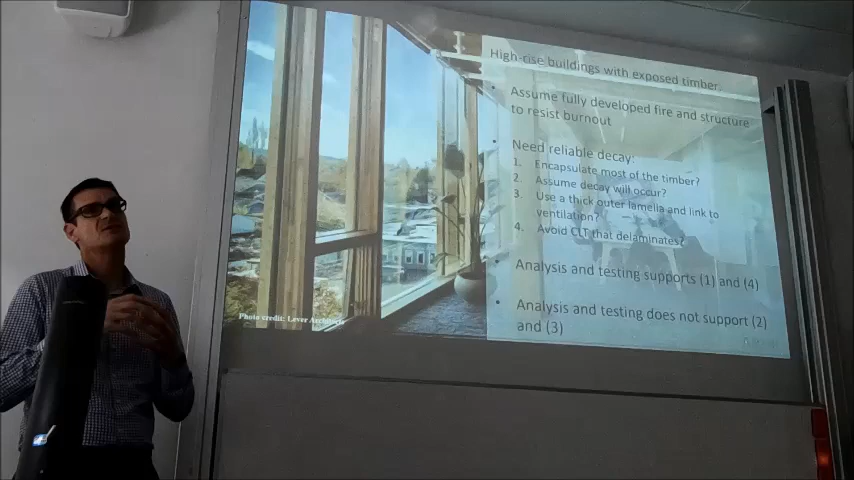 High-rise buildings with exposed timber:
• Assume fully developed fire and structure
to resist burnout
• Need reliable decay:
1. Encapsulate most of the timber?
2. Assume decay will occur?
3. Use a thick outer lamella and link to
ventilation?
4. Avoid CLT that delaminates?
• Analysis and testing supports (1) and (4)
• Analysis and testing does not support (2)
and (3)
Photo credit: Lever Architects